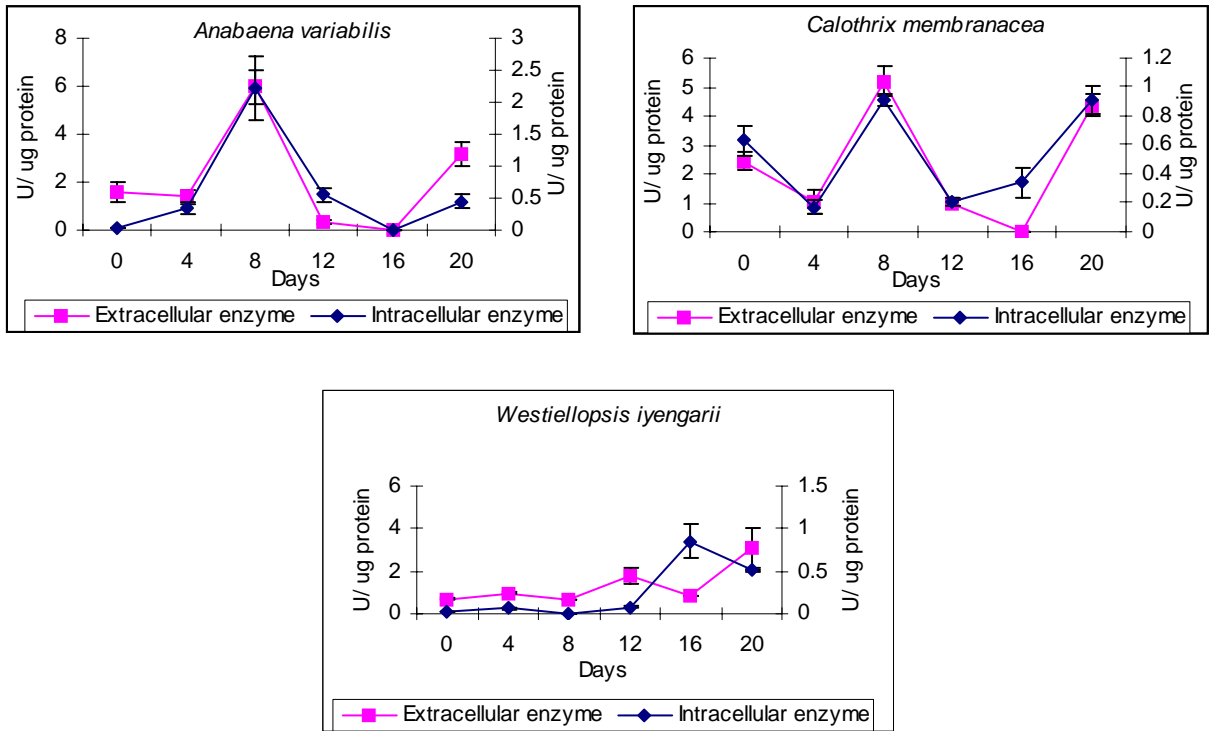 Anabaena variabilis
U/ ug protein
8
6
4
2
0
3
2.5
2
1.5
1
0.5
0
U/ ug protein
0 4 8 12 16 20
Days
Extracellular enzyme Intracellular enzyme
Calothrix membranacea
U/ ug protein
6
5
4
3
2
1
0
1.2
1
0.8
0.6
0.4
0.2
0
U/ ug protein
0 4 8 12 16 20
Days
Extracellular enzyme Intracellular enzyme
Westiellopsis iyengarii
U/ ug protein
6
4
2
0
1.5
1
0.5
0
U/ ug protein
0 4 8 12 16 20
Days
Extracellular enzyme Intracellular enzyme